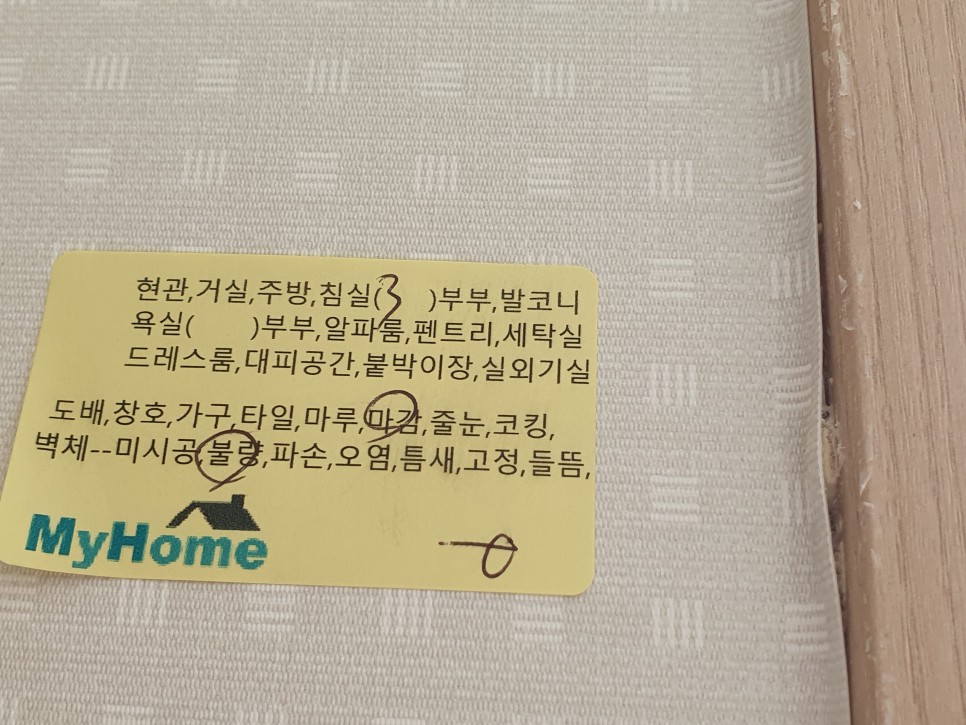 현관,거실,주방,침실(3 )부부,발코니
욕실( )부부,알파룸,펜트리,세탁실
드레스룸,대피공간,붙박이장,실외기실
도배,창호,가구,타일,마루,마감,줄눈,코킹,
벽체--미시공,불량,파손,오염,틈새,고정,들뜸,
MyHome